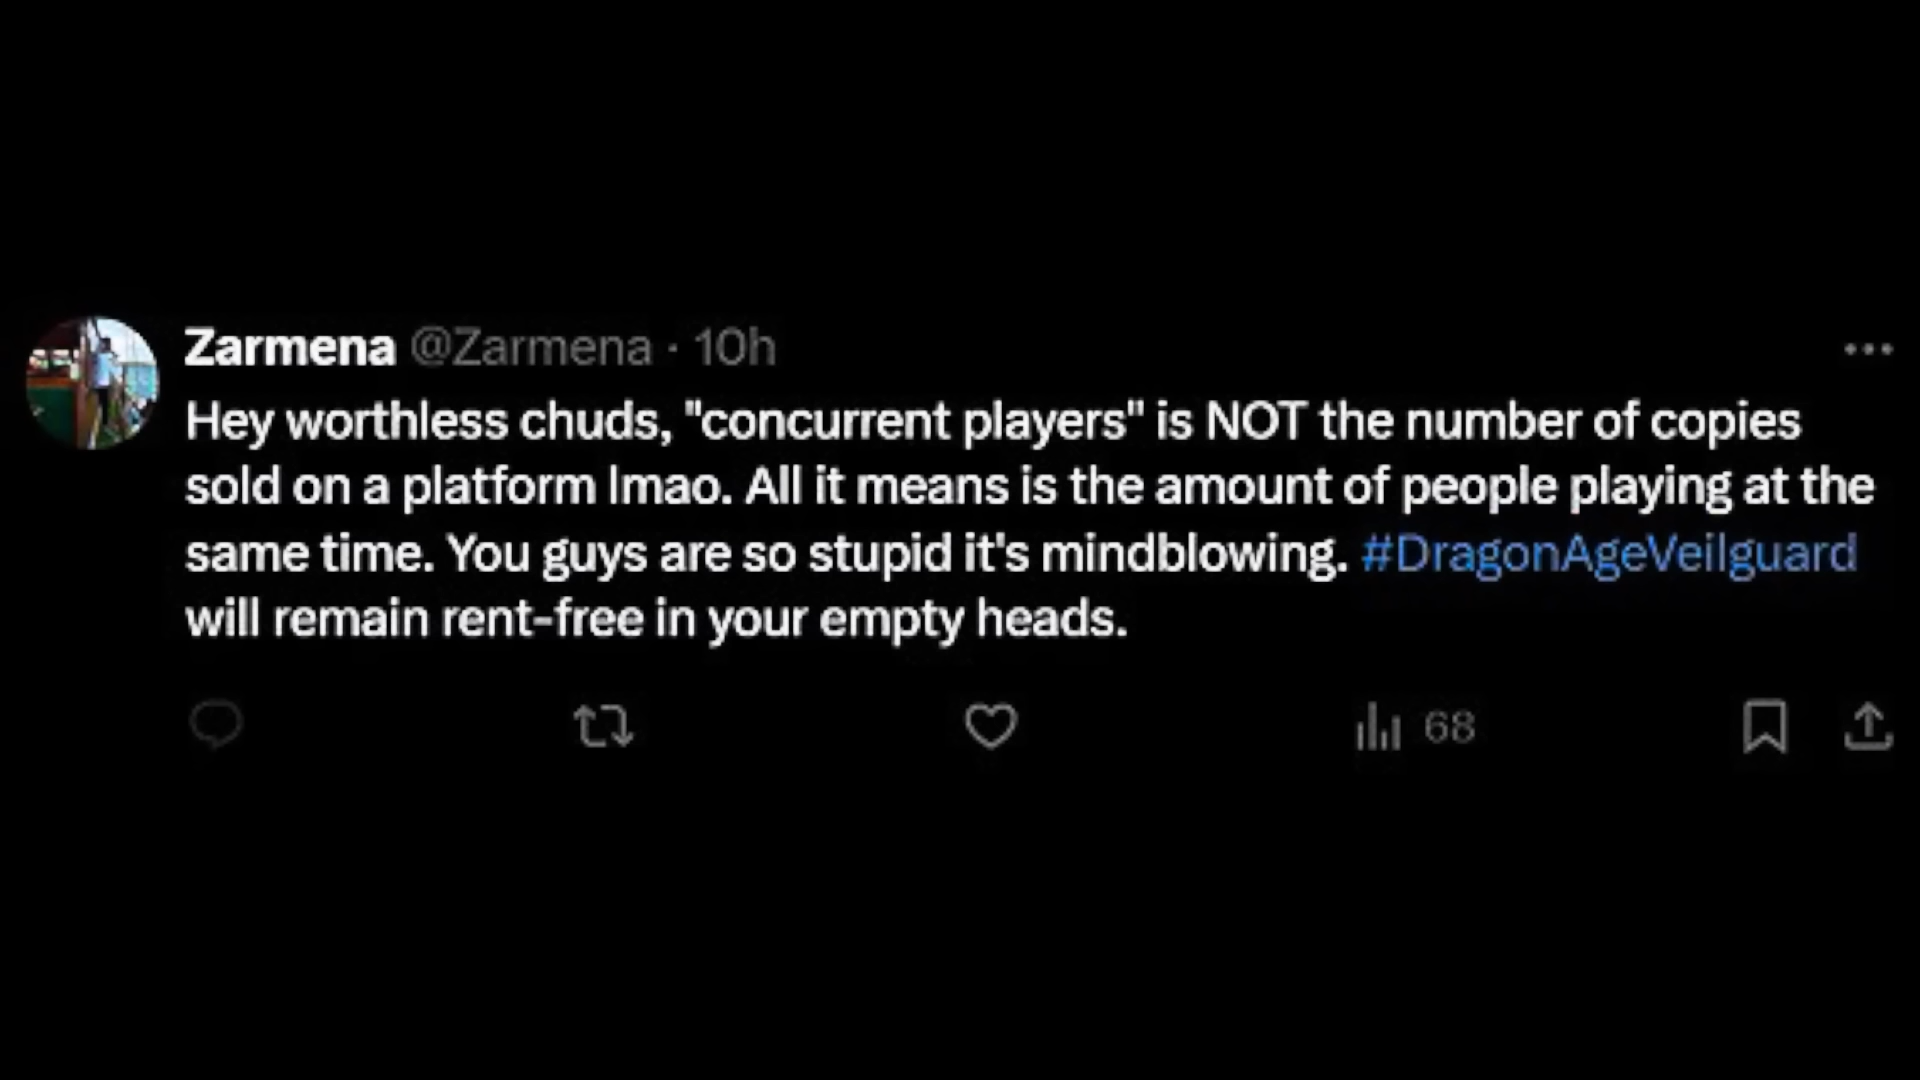 Zarmena @Zarmena · 10h
Hey worthless chuds, "concurrent players" is NOT the number of copies
sold on a platform lmao. All it means is the amount of people playing at the
same time. You guys are so stupid it's mindblowing. #DragonAgeVeilguard
will remain rent-free in your empty heads.
68